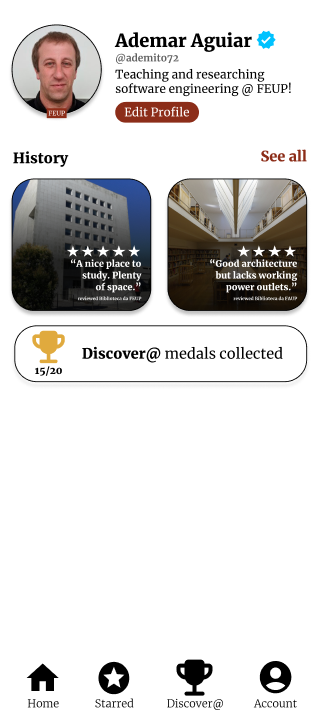 Ademar Aguiar
@ademito72
Teaching and researching
software engineering @ FEUP!
FEUP
Edit Profile
History
See all
“A nice place to
study. Plenty
of space.”
reviewed Biblioteca da FEUP
“Good architecture
but lacks working
power outlets.”
reviewed Biblioteca da FAUP
15/20
Discover@ medals collected
Home
Starred
Discover@
Account